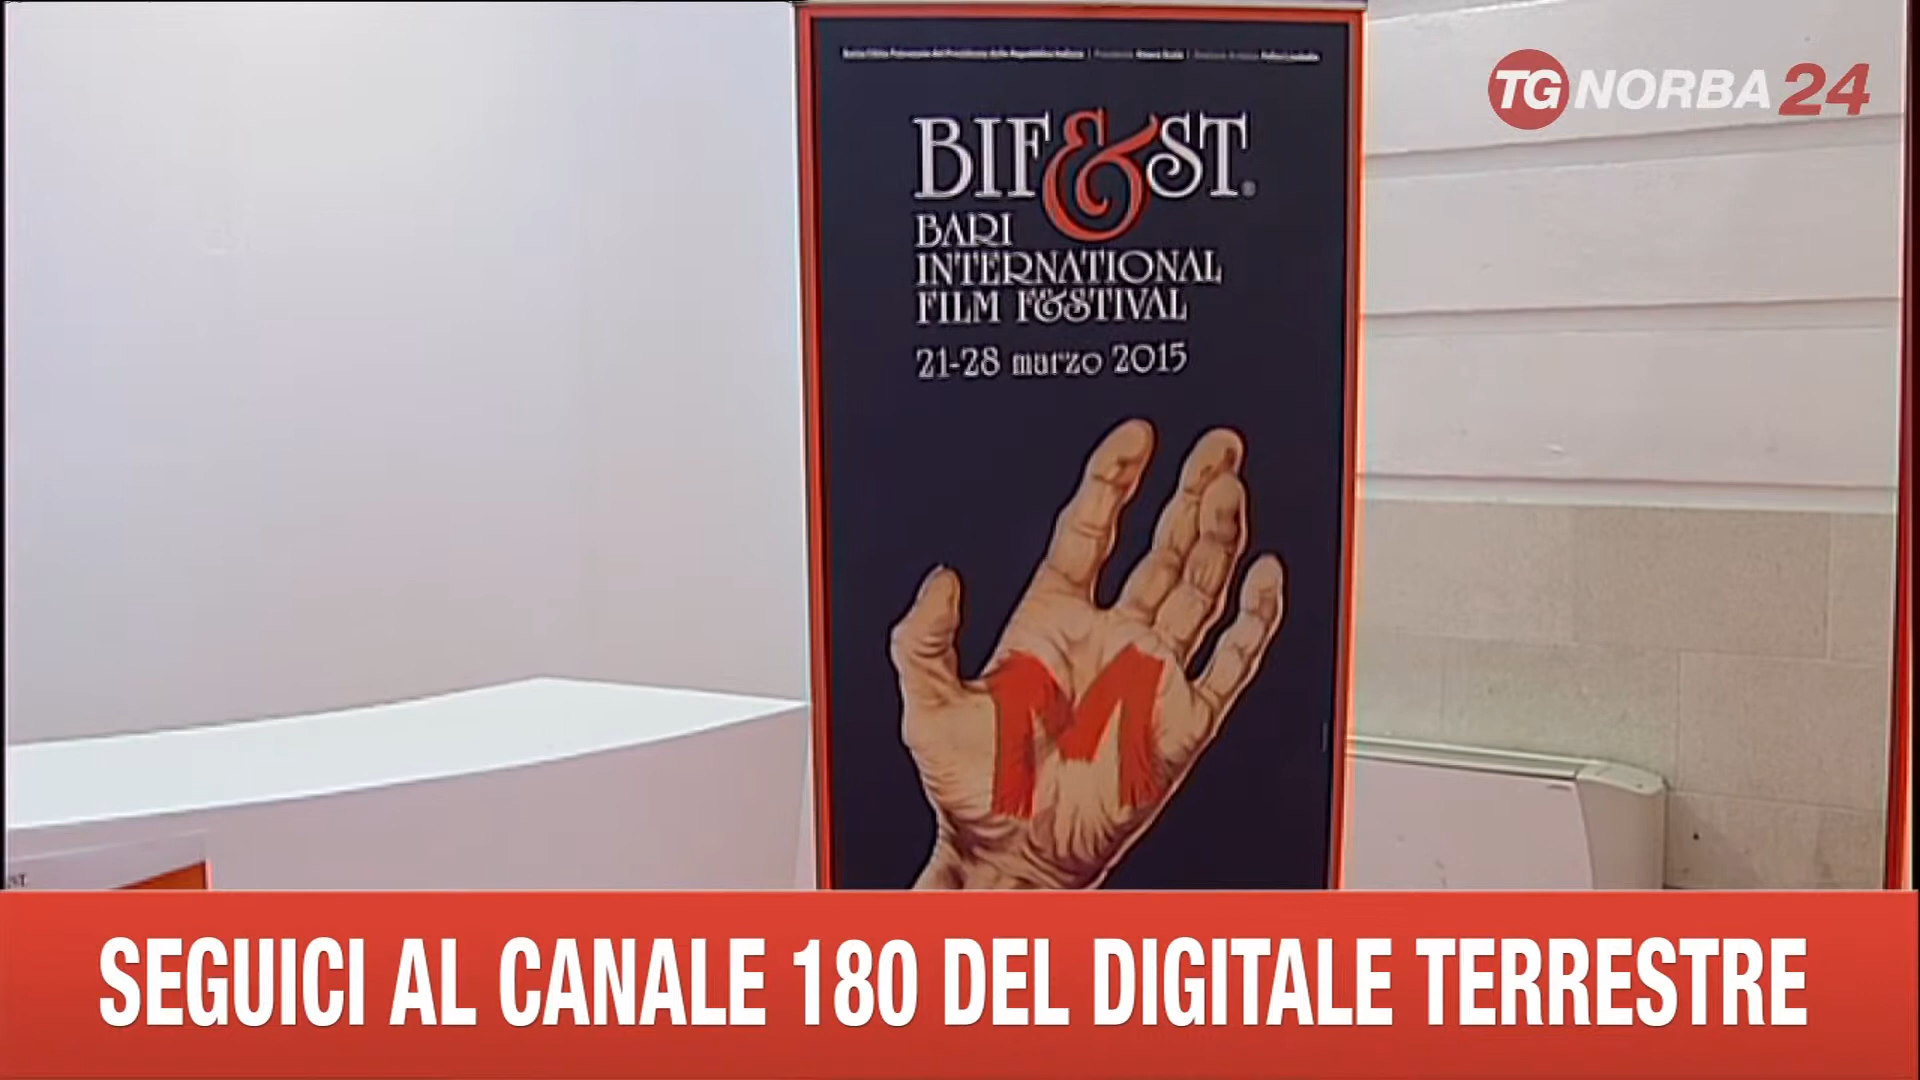 TG NORBA 24
BIF&ST®
BARI
INTERNATIONAL
FILM F&STIVAL
21-28 marzo 2015
M
ST.
SEGUICI AL CANALE 180 DEL DIGITALE TERRESTRE